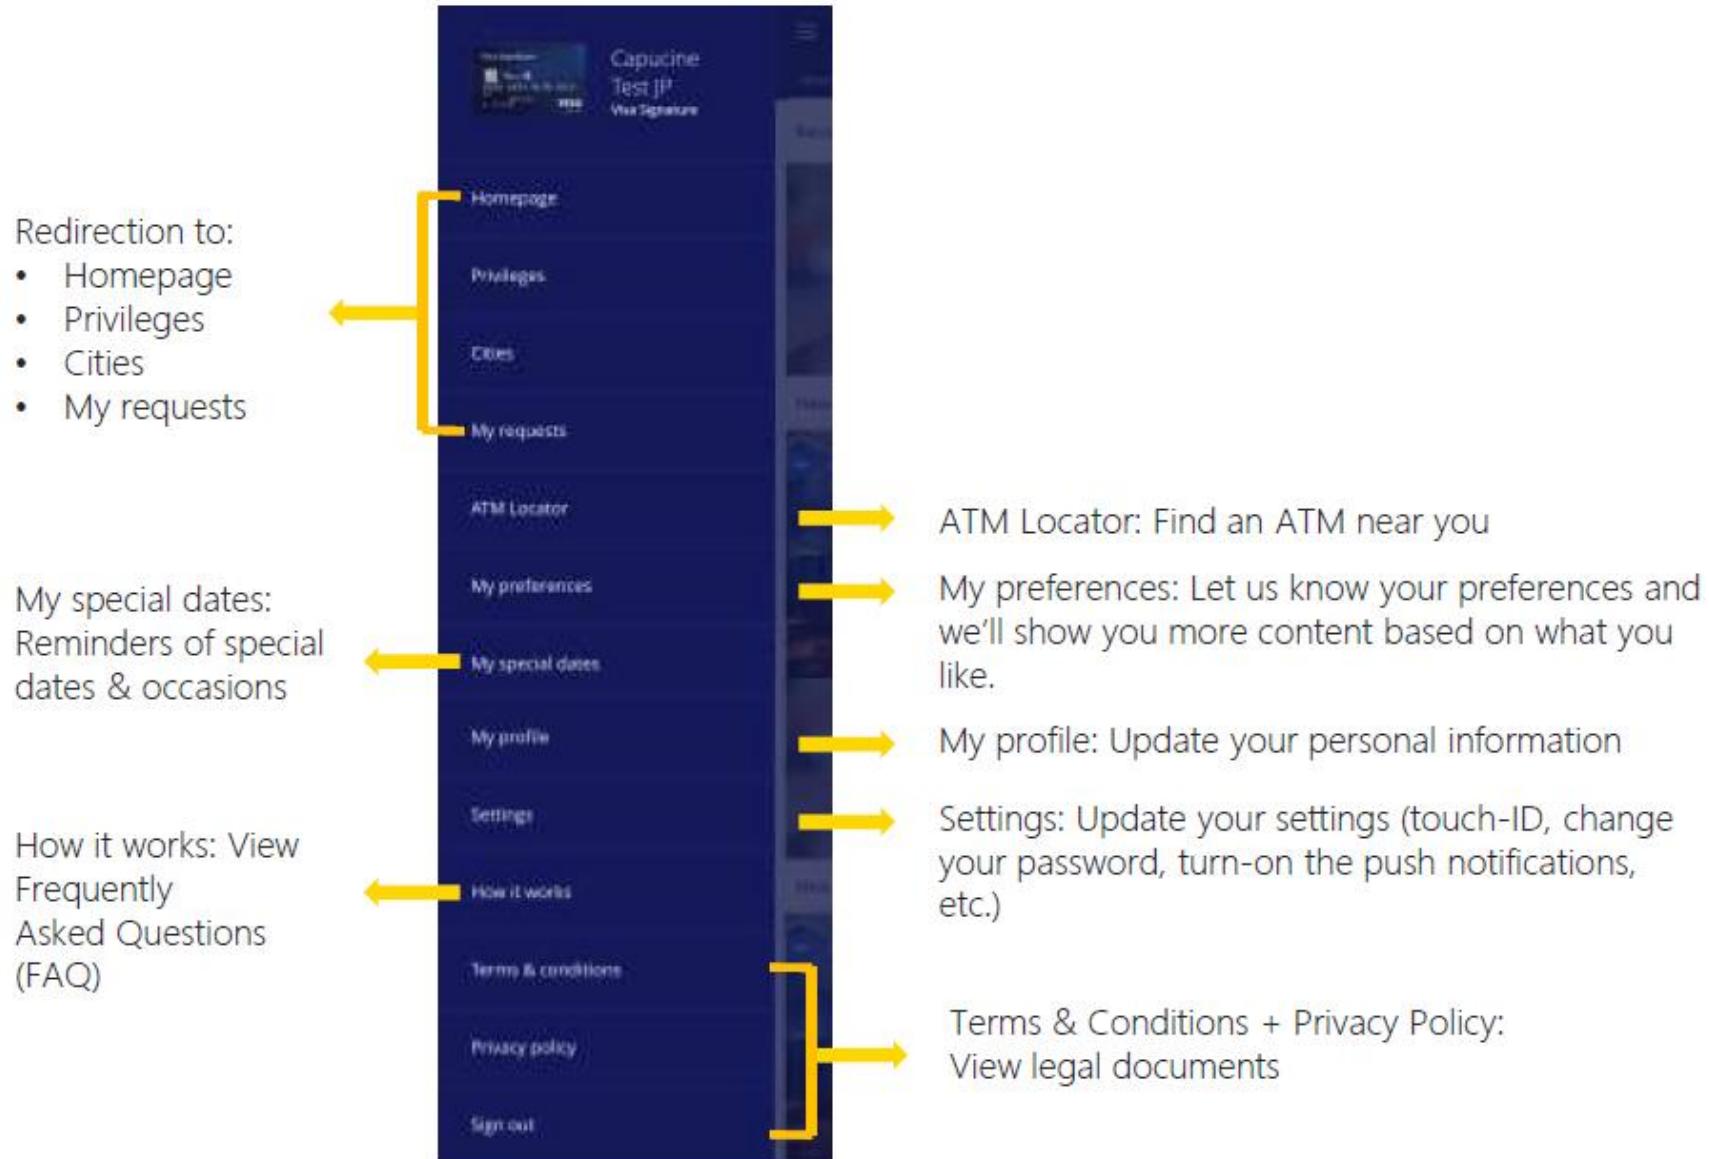 Capucine
Test JP
Visa Signature
Homepage
Privileges
Cities
My requests
ATM Locator
My preferences
My special dates
My profile
Settings
How it works
Terms & conditions
Privacy policy
Sign out
Redirection to:
• Homepage
• Privileges
• Cities
• My requests
My special dates:
Reminders of special
dates & occasions
How it works: View
Frequently
Asked Questions
(FAQ)
ATM Locator: Find an ATM near you
My preferences: Let us know your preferences and
we'll show you more content based on what you
like.
My profile: Update your personal information
Settings: Update your settings (touch-ID, change
your password, turn-on the push notifications,
etc.)
Terms & Conditions + Privacy Policy:
View legal documents